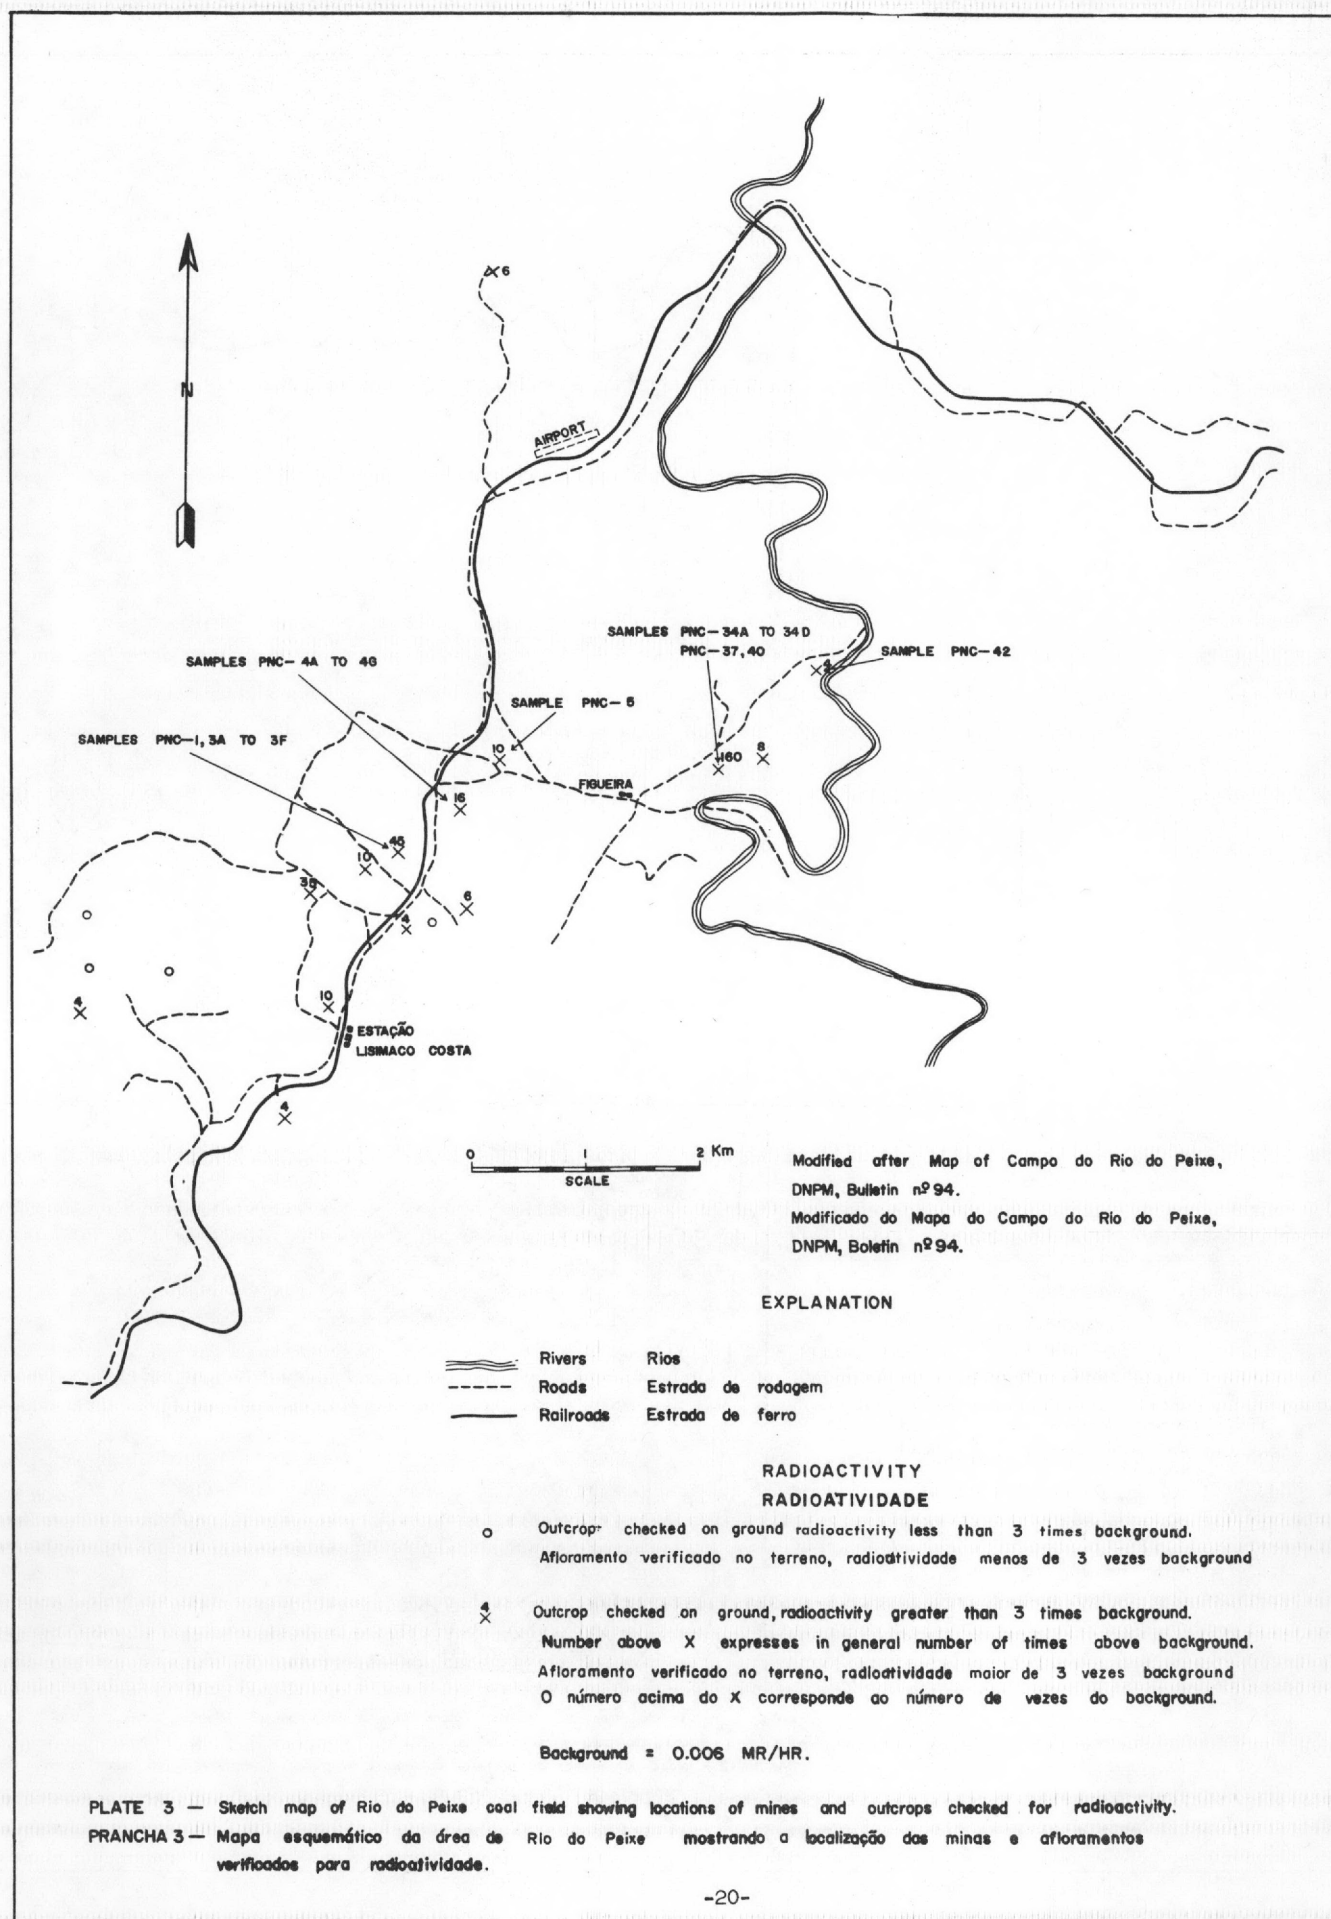 6
N
AIRPORT
SAMPLES PNC-34A TO 34D
PNC-37,40
SAMPLES PNC-4A TO 4G
4
SAMPLE PNC-42
SAMPLE PNC-5
SAMPLES PNC-1, 3A TO 3F
10
160
8
FIGUEIRA
16
45
10
35
6
4
4
10
ESTAÇÃO
LISIMACO COSTA
4
0 1 2 Km
SCALE
Modified after Map of Campo do Rio do Peixe,
DNPM, Bulletin nº 94.
Modificado do Mapa do Campo do Rio do Peixe,
DNPM, Boletin nº 94.
EXPLANATION
Rivers Rios
Roads Estrada de rodagem
Railroads Estrada de ferro
RADIOACTIVITY
RADIOATIVIDADE
Outcrop checked on ground radioactivity less than 3 times background.
Afloramento verificado no terreno, radioatividade menos de 3 vezes background
4
Outcrop checked on ground, radioactivity greater than 3 times background.
Number above X expresses in general number of times above background.
Afloramento verificado no terreno, radioatividade maior de 3 vezes background
O número acima do X corresponde ao número de vezes do background.
Background = 0.006 MR/HR.
PLATE 3 — Sketch map of Rio do Peixe coal field showing locations of mines and outcrops checked for radioactivity.
PRANCHA 3 — Mapa esquemático da área de Rio do Peixe mostrando a localização das minas e afloramentos
verificados para radioatividade.
-20-